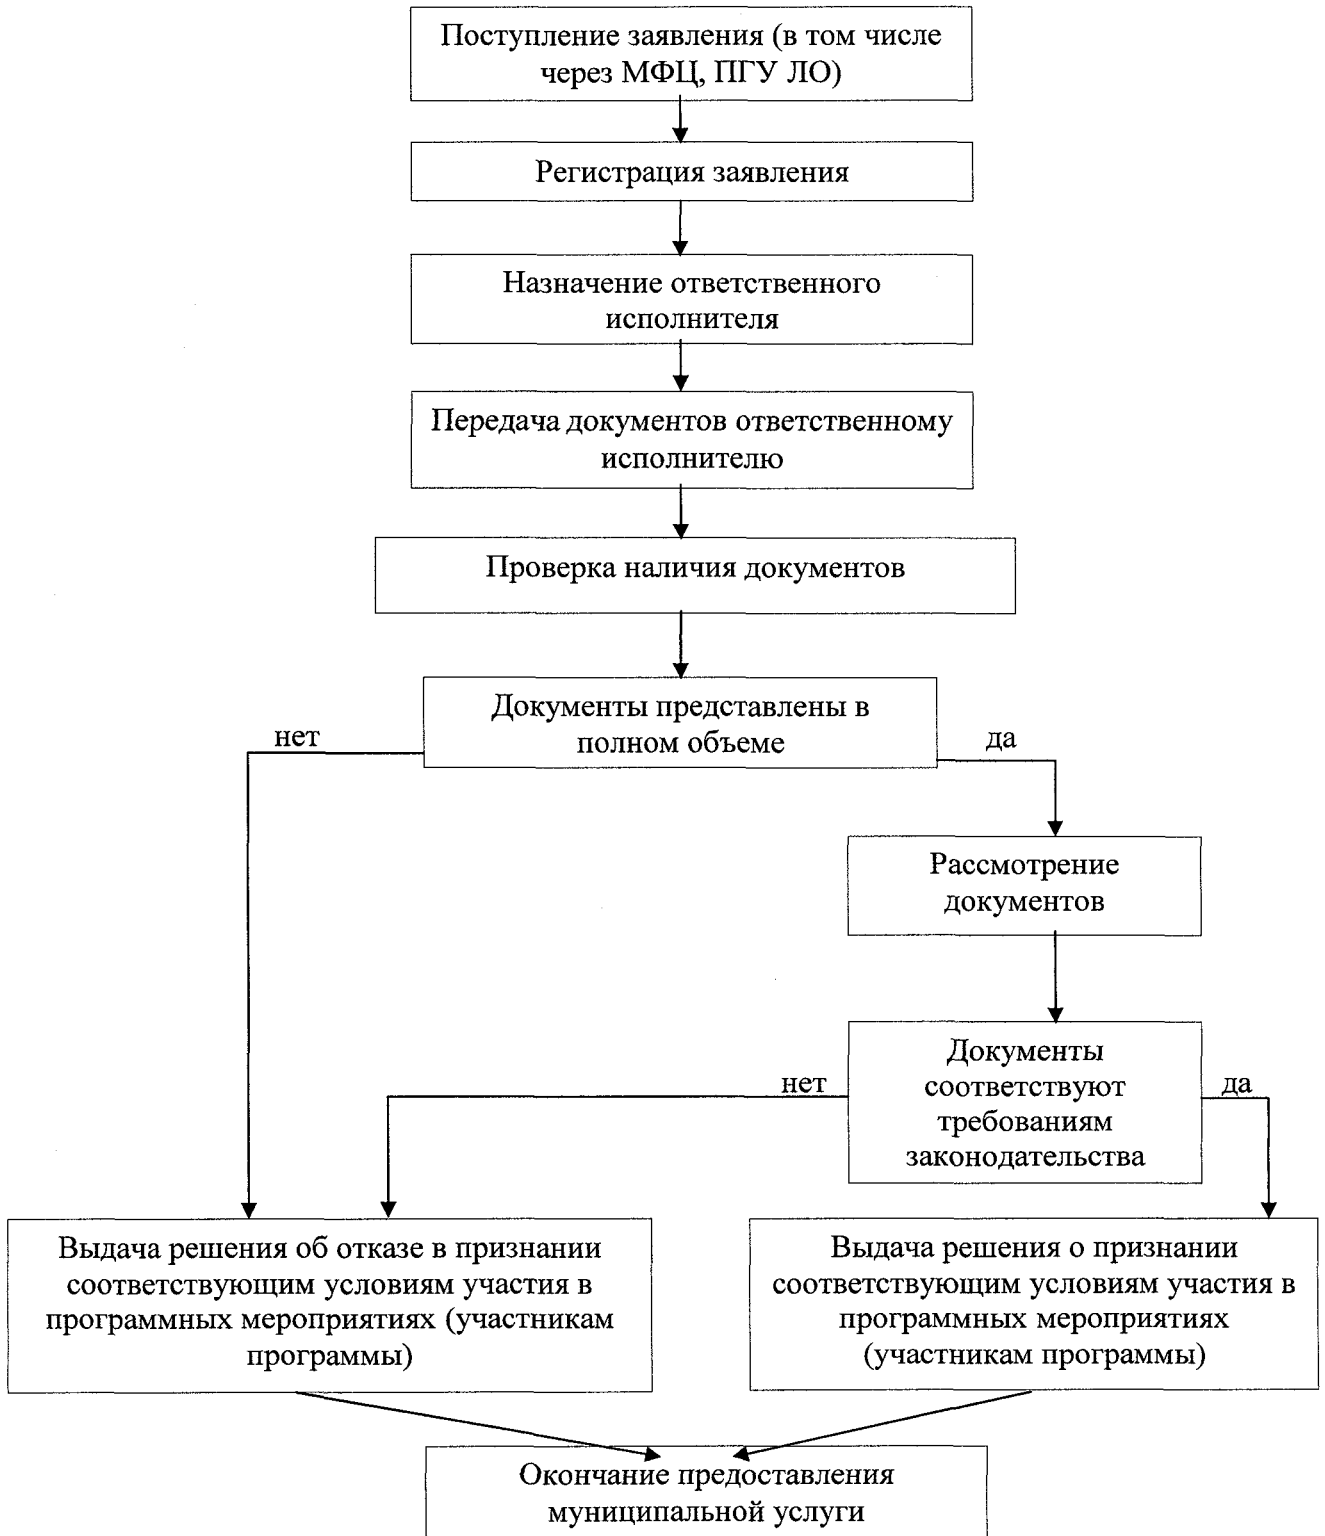 Поступление заявления (в том числе
через МФЦ, ПГУ ЛО)
Регистрация заявления
Назначение ответственного
исполнителя
Передача документов ответственному
исполнителю
Проверка наличия документов
Документы представлены в
полном объеме
нет
да
Рассмотрение
документов
Документы
соответствуют
требованиям
законодательства
нет
да
Выдача решения об отказе в признании
соответствующим условиям участия в
программных мероприятиях (участникам
программы)
Выдача решения о признании
соответствующим условиям участия в
программных мероприятиях
(участникам программы)
Окончание предоставления
муниципальной услуги